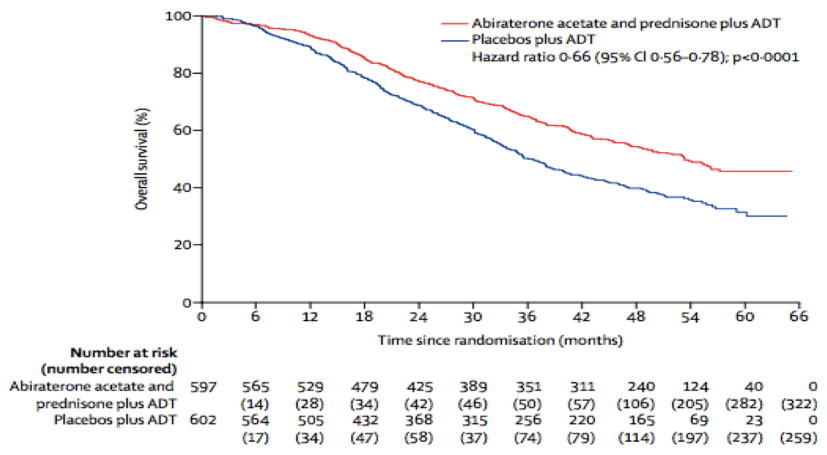 100
80
60
40
20
0
Overall survival (%)
Abiraterone acetate and prednisone plus ADT
Placebos plus ADT
Hazard ratio 0·66 (95% CI 0·56–0·78); p<0·0001
0 6 12 18 24 30 36 42 48 54 60 66
Time since randomisation (months)
Number at risk
(number censored)
Abiraterone acetate and 597 565 529 479 425 389 351 311 240 124 40 0
prednisone plus ADT (14) (28) (34) (42) (46) (50) (57) (106) (205) (282) (322)
Placebos plus ADT 602 564 505 432 368 315 256 220 165 69 23 0
(17) (34) (47) (58) (37) (74) (79) (114) (197) (237) (259)